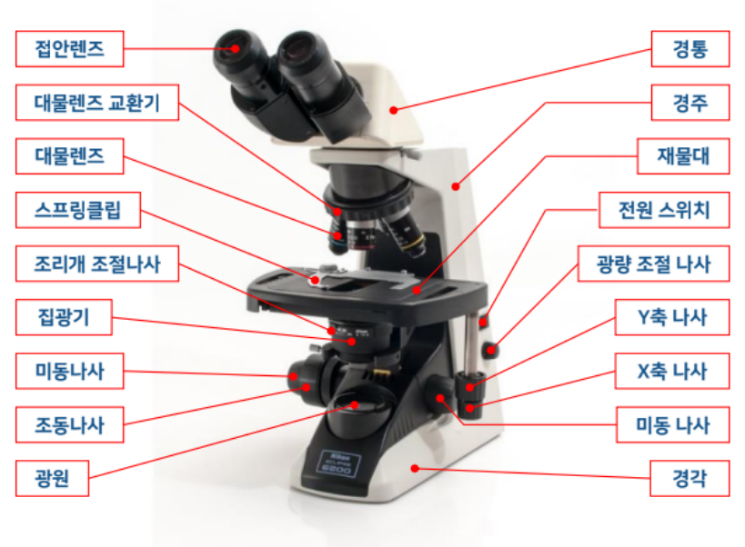 접안렌즈
대물렌즈 교환기
대물렌즈
스프링클립
조리개 조절나사
집광기
미동나사
조동나사
광원
경통
경주
재물대
전원 스위치
광량 조절 나사
Y축 나사
X축 나사
미동 나사
경각
Nikon
ECLIPSE
E200